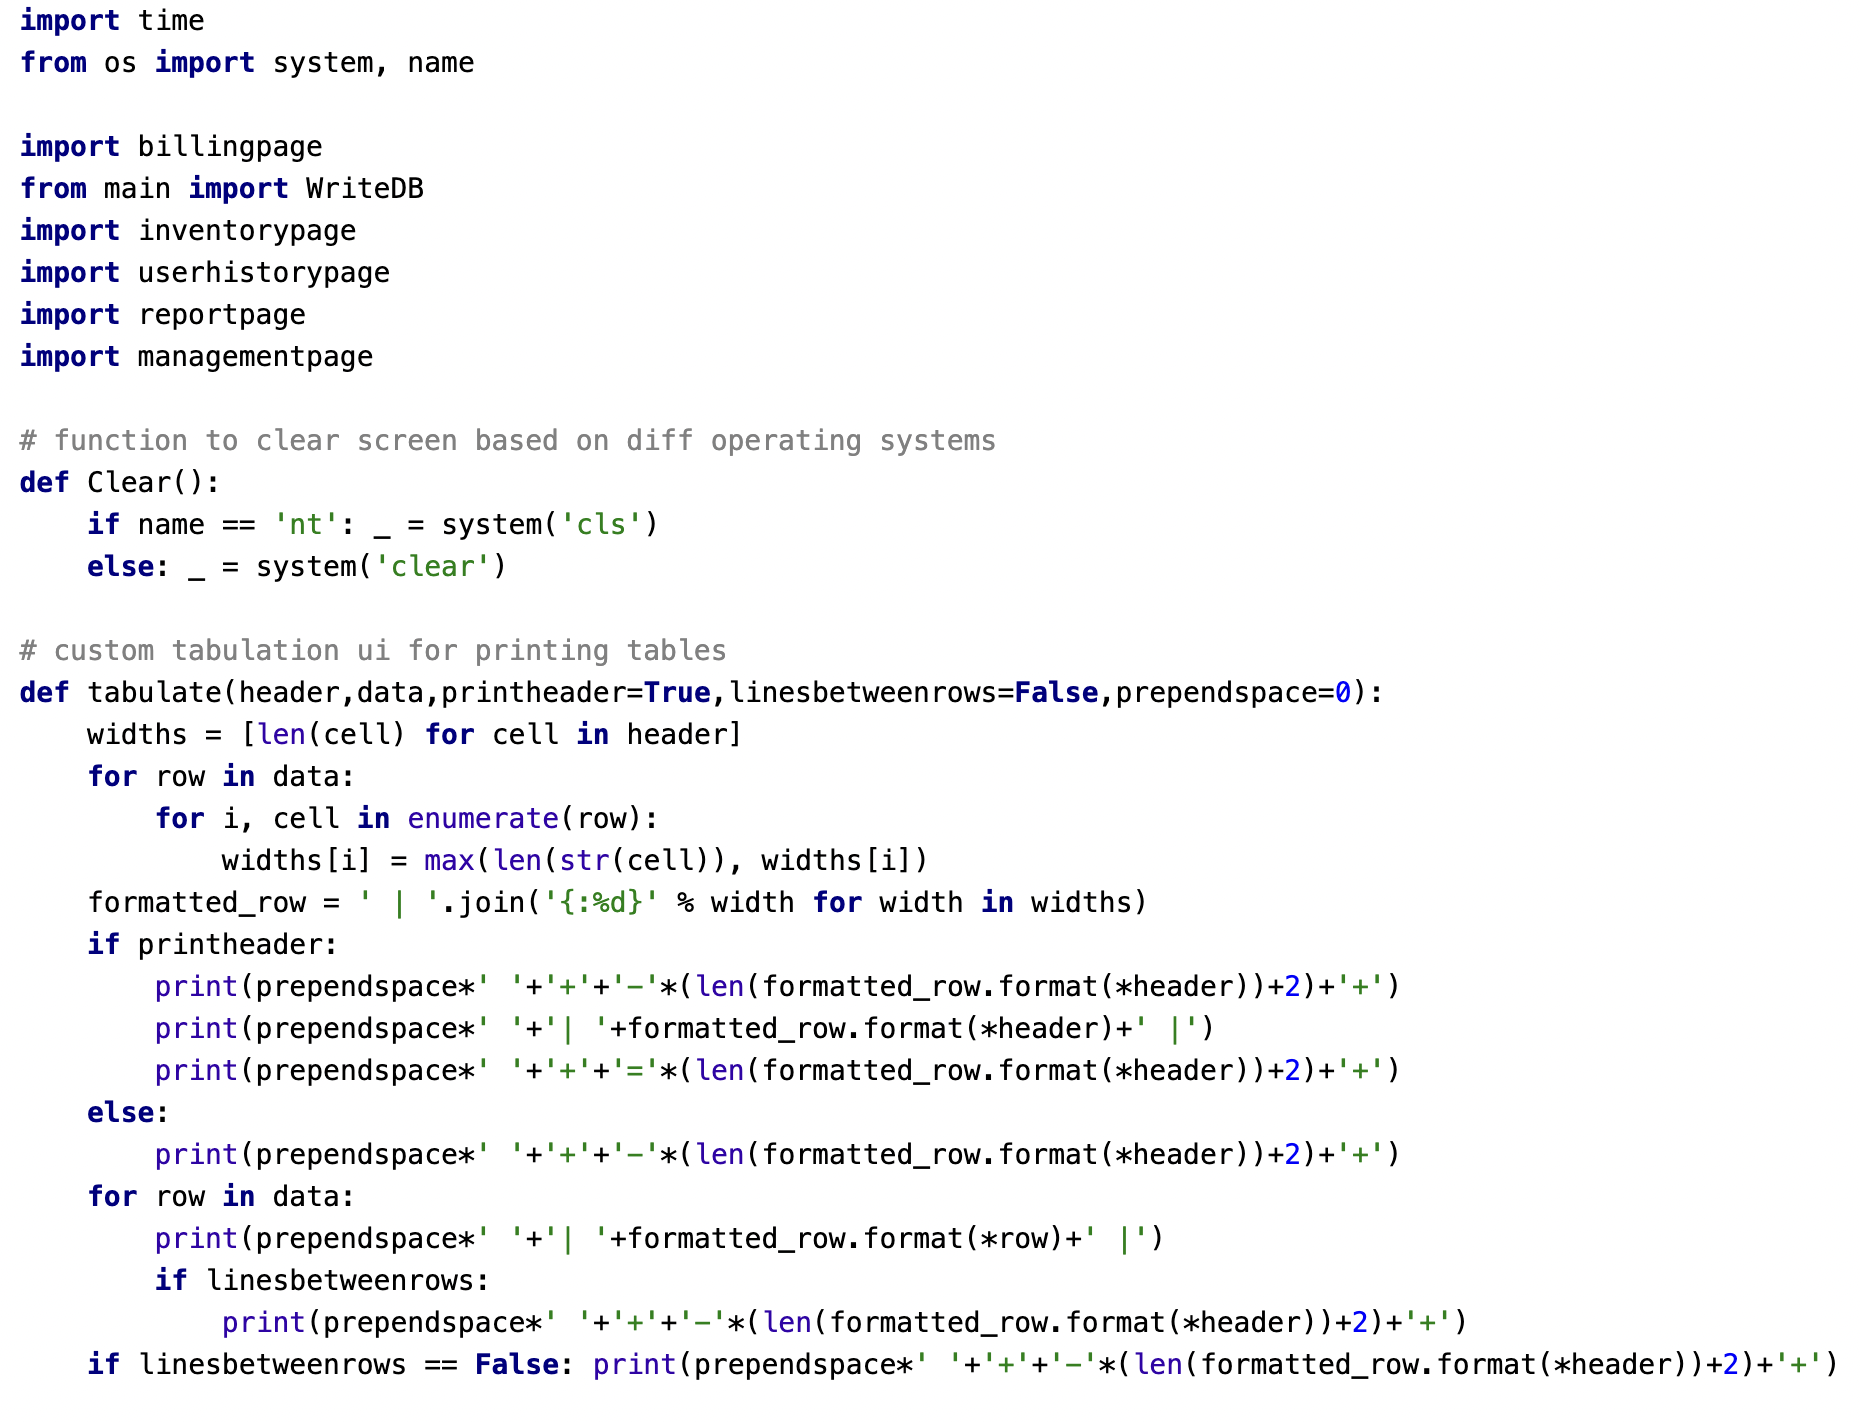 import time
from os import system, name

import billingpage
from main import WriteDB
import inventorypage
import userhistorypage
import reportpage
import managementpage

# function to clear screen based on diff operating systems
def Clear():
    if name == 'nt': _ = system('cls')
    else: _ = system('clear')

# custom tabulation ui for printing tables
def tabulate(header,data,printheader=True,linesbetweenrows=False,prependspace=0):
    widths = [len(cell) for cell in header]
    for row in data:
        for i, cell in enumerate(row):
            widths[i] = max(len(str(cell)), widths[i])
    formatted_row = ' | '.join('{:%d}' % width for width in widths)
    if printheader:
        print(prependspace*' '+'+'+'-'*(len(formatted_row.format(*header))+2)+'+')
        print(prependspace*' '+'| '+formatted_row.format(*header)+' |')
        print(prependspace*' '+'+'+'='*(len(formatted_row.format(*header))+2)+'+')
    else:
        print(prependspace*' '+'+'+'-'*(len(formatted_row.format(*header))+2)+'+')
    for row in data:
        print(prependspace*' '+'| '+formatted_row.format(*row)+' |')
        if linesbetweenrows:
            print(prependspace*' '+'+'+'-'*(len(formatted_row.format(*header))+2)+'+')
    if linesbetweenrows == False: print(prependspace*' '+'+'+'-'*(len(formatted_row.format(*header))+2)+'+')